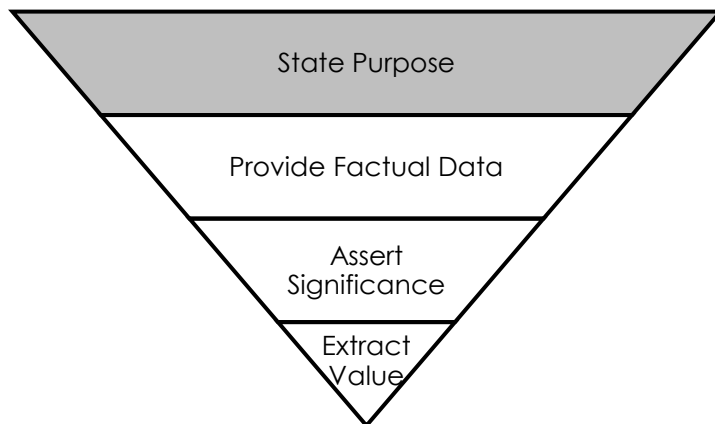 State Purpose
Provide Factual Data
Assert
Significance
Extract
Value